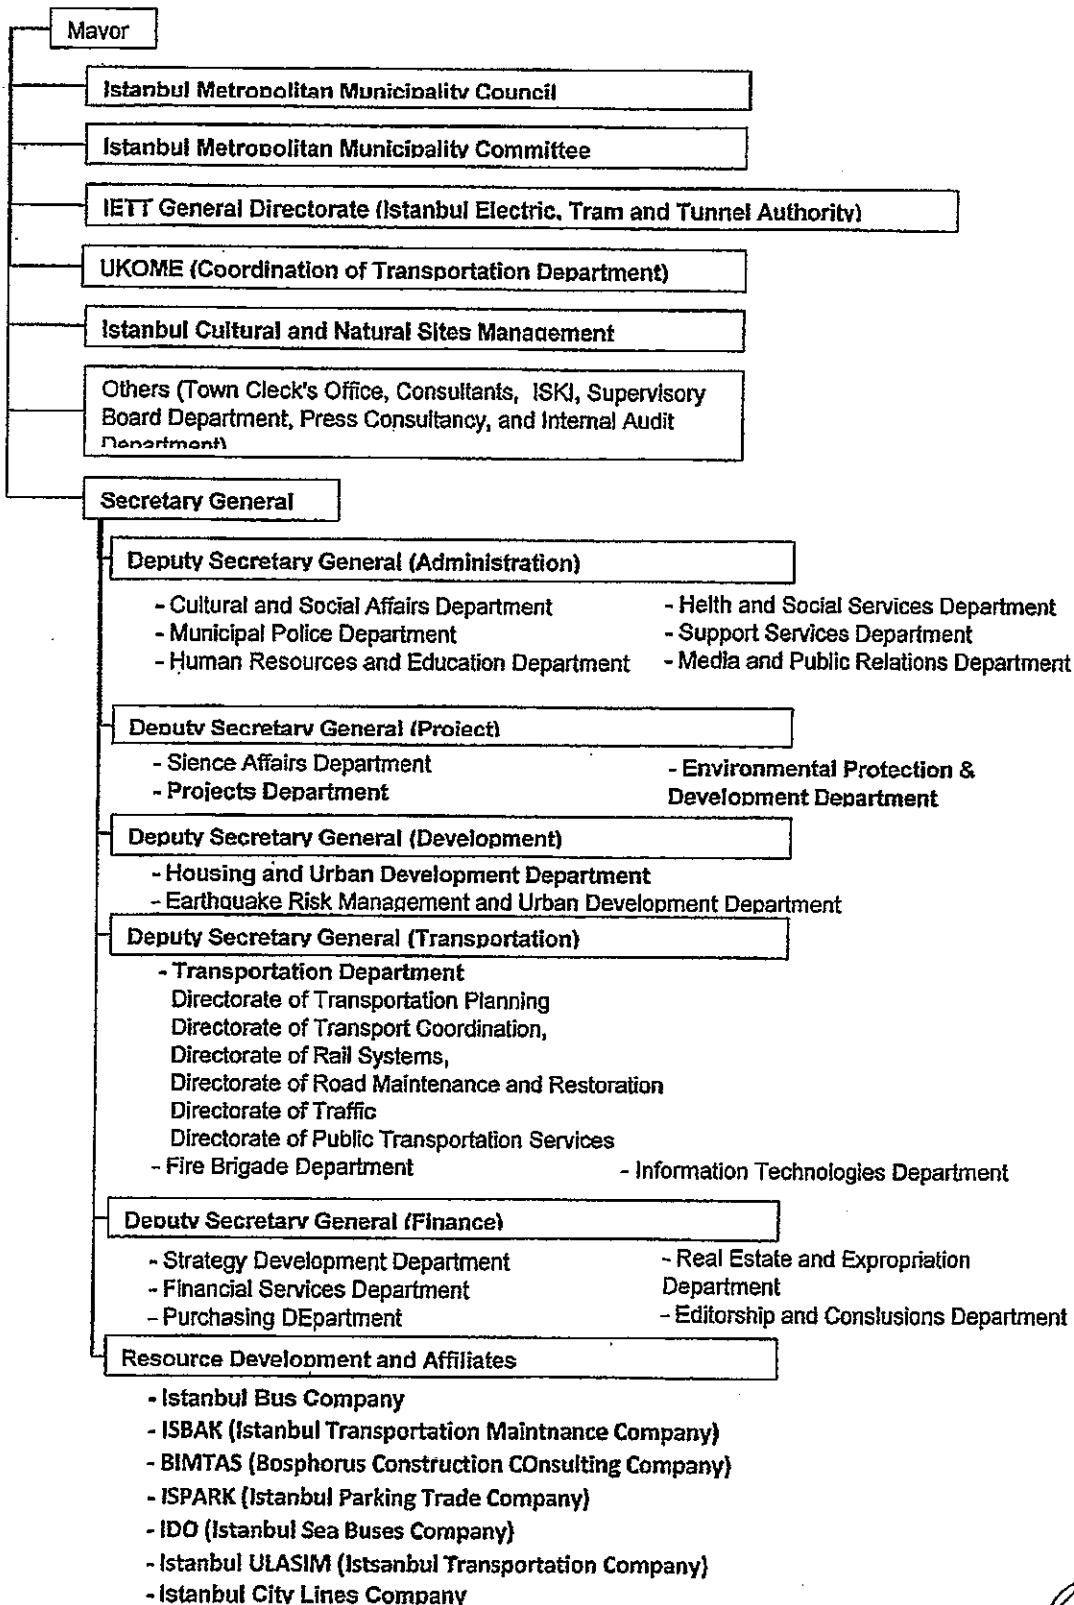 Mayor
Istanbul Metropolitan Municipality Council
Istanbul Metropolitan Municipality Committee
IETT General Directorate (Istanbul Electric, Tram and Tunnel Authority)
UKOME (Coordination of Transportation Department)
Istanbul Cultural and Natural Sites Management
Others (Town Cleck's Office, Consultants, ISKI, Supervisory
Board Department, Press Consultancy, and Internal Audit
Department)
Secretary General
Deputy Secretary General (Administration)
- Cultural and Social Affairs Department - Helth and Social Services Department
- Municipal Police Department - Support Services Department
- Human Resources and Education Department - Media and Public Relations Department
Deputy Secretary General (Project)
- Sience Affairs Department - Environmental Protection &
- Projects Department Development Department
Deputy Secretary General (Development)
- Housing and Urban Development Department
- Earthquake Risk Management and Urban Development Department
Deputy Secretary General (Transportation)
- Transportation Department
Directorate of Transportation Planning
Directorate of Transport Coordination,
Directorate of Rail Systems,
Directorate of Road Maintenance and Restoration
Directorate of Traffic
Directorate of Public Transportation Services
- Fire Brigade Department - Information Technologies Department
Deputy Secretary General (Finance)
- Strategy Development Department - Real Estate and Expropriation
- Financial Services Department Department
- Purchasing DEpartment - Editorship and Conslusions Department
Resource Development and Affiliates
- Istanbul Bus Company
- ISBAK (Istanbul Transportation Maintnance Company)
- BIMTAS (Bosphorus Construction COnsulting Company)
- ISPARK (Istanbul Parking Trade Company)
- IDO (Istanbul Sea Buses Company)
- Istanbul ULASIM (Istsanbul Transportation Company)
- Istanbul City Lines Company